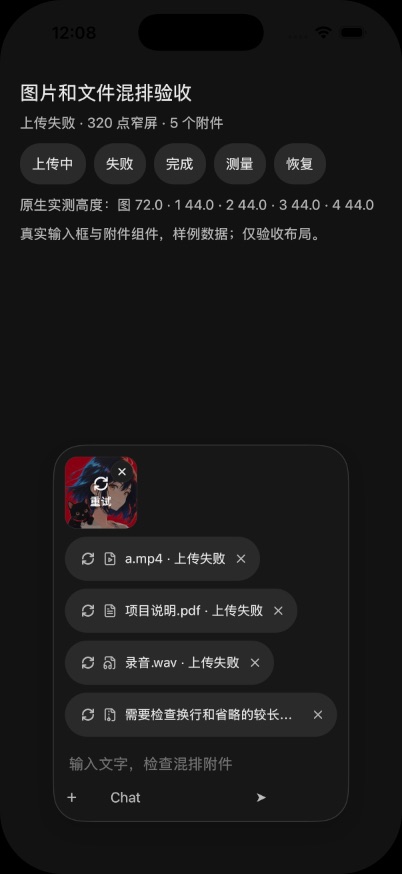 12:08
图片和文件混排验收
上传失败 · 320 点窄屏 · 5 个附件
上传中 失败 完成 测量 恢复
原生实测高度：图 72.0 · 1 44.0 · 2 44.0 · 3 44.0 · 4 44.0
真实输入框与附件组件，样例数据；仅验收布局。
重试
a.mp4 · 上传失败
项目说明.pdf · 上传失败
录音.wav · 上传失败
需要检查换行和省略的较长...
输入文字，检查混排附件
Chat